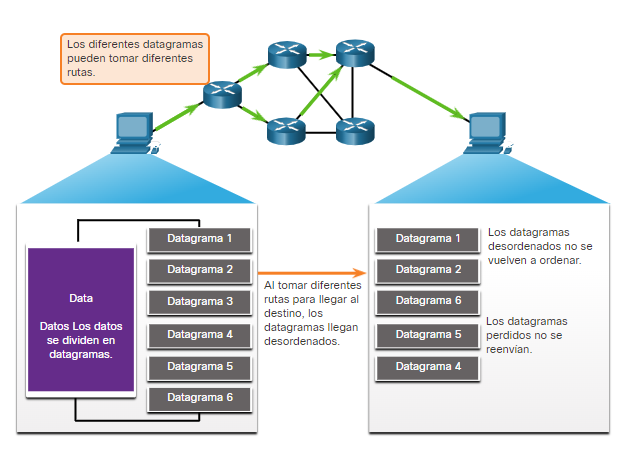 Los diferentes datagramas
pueden tomar diferentes
rutas.
Data
Datos Los datos
se dividen en
datagramas.
Datagrama 1
Datagrama 2
Datagrama 3
Datagrama 4
Datagrama 5
Datagrama 6
Al tomar diferentes
rutas para llegar al
destino, los
datagramas llegan
desordenados.
Datagrama 1
Datagrama 2
Datagrama 6
Datagrama 5
Datagrama 4
Los datagramas
desordenados no se
vuelven a ordenar.
Los datagramas
perdidos no se
reenvían.